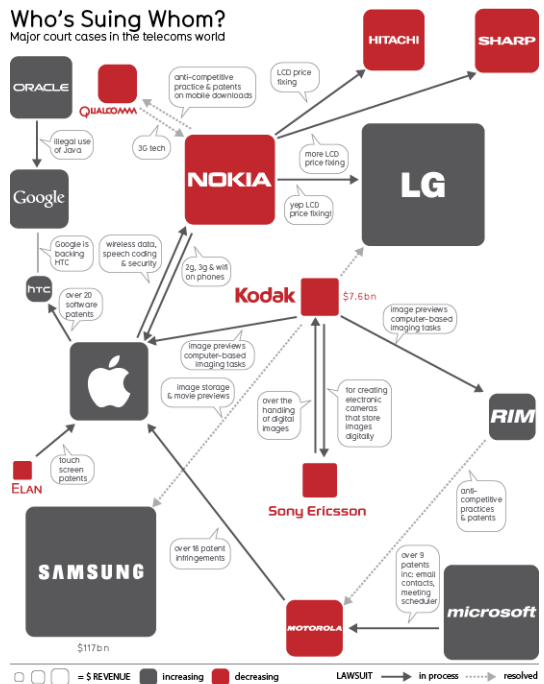 Who's Suing Whom?
Major court cases in the telecoms world
HITACHI
SHARP
ORACLE
QUALCOMM
anti-competitive
practice & patents
on mobile downloads
LCD price
fixing
illegal use
of Java
3G tech
more LCD
price fixing
NOKIA
LG
Google
yep LCD
price fixing!
Google is
backing
HTC
wireless data,
speech coding
& security
2g, 3g & wifi
on phones
hTC
over 20
software
patents
Kodak
$7.6bn
image previews
computer-based
imaging tasks
image previews
computer-based
imaging tasks
image storage
& movie previews
over the
handling
of digital
images
for creating
electronic
cameras
that store
images
digitally
RIM
touch
screen
patents
ELAN
Sony Ericsson
anti-
competitive
practices
& patents
SAMSUNG
over 16 patent
infringements
over 9
patents
inc: email
contacts,
meeting
scheduler
MOTOROLA
microsoft
$117bn
= $ REVENUE
increasing
decreasing
LAWSUIT
in process
resolved